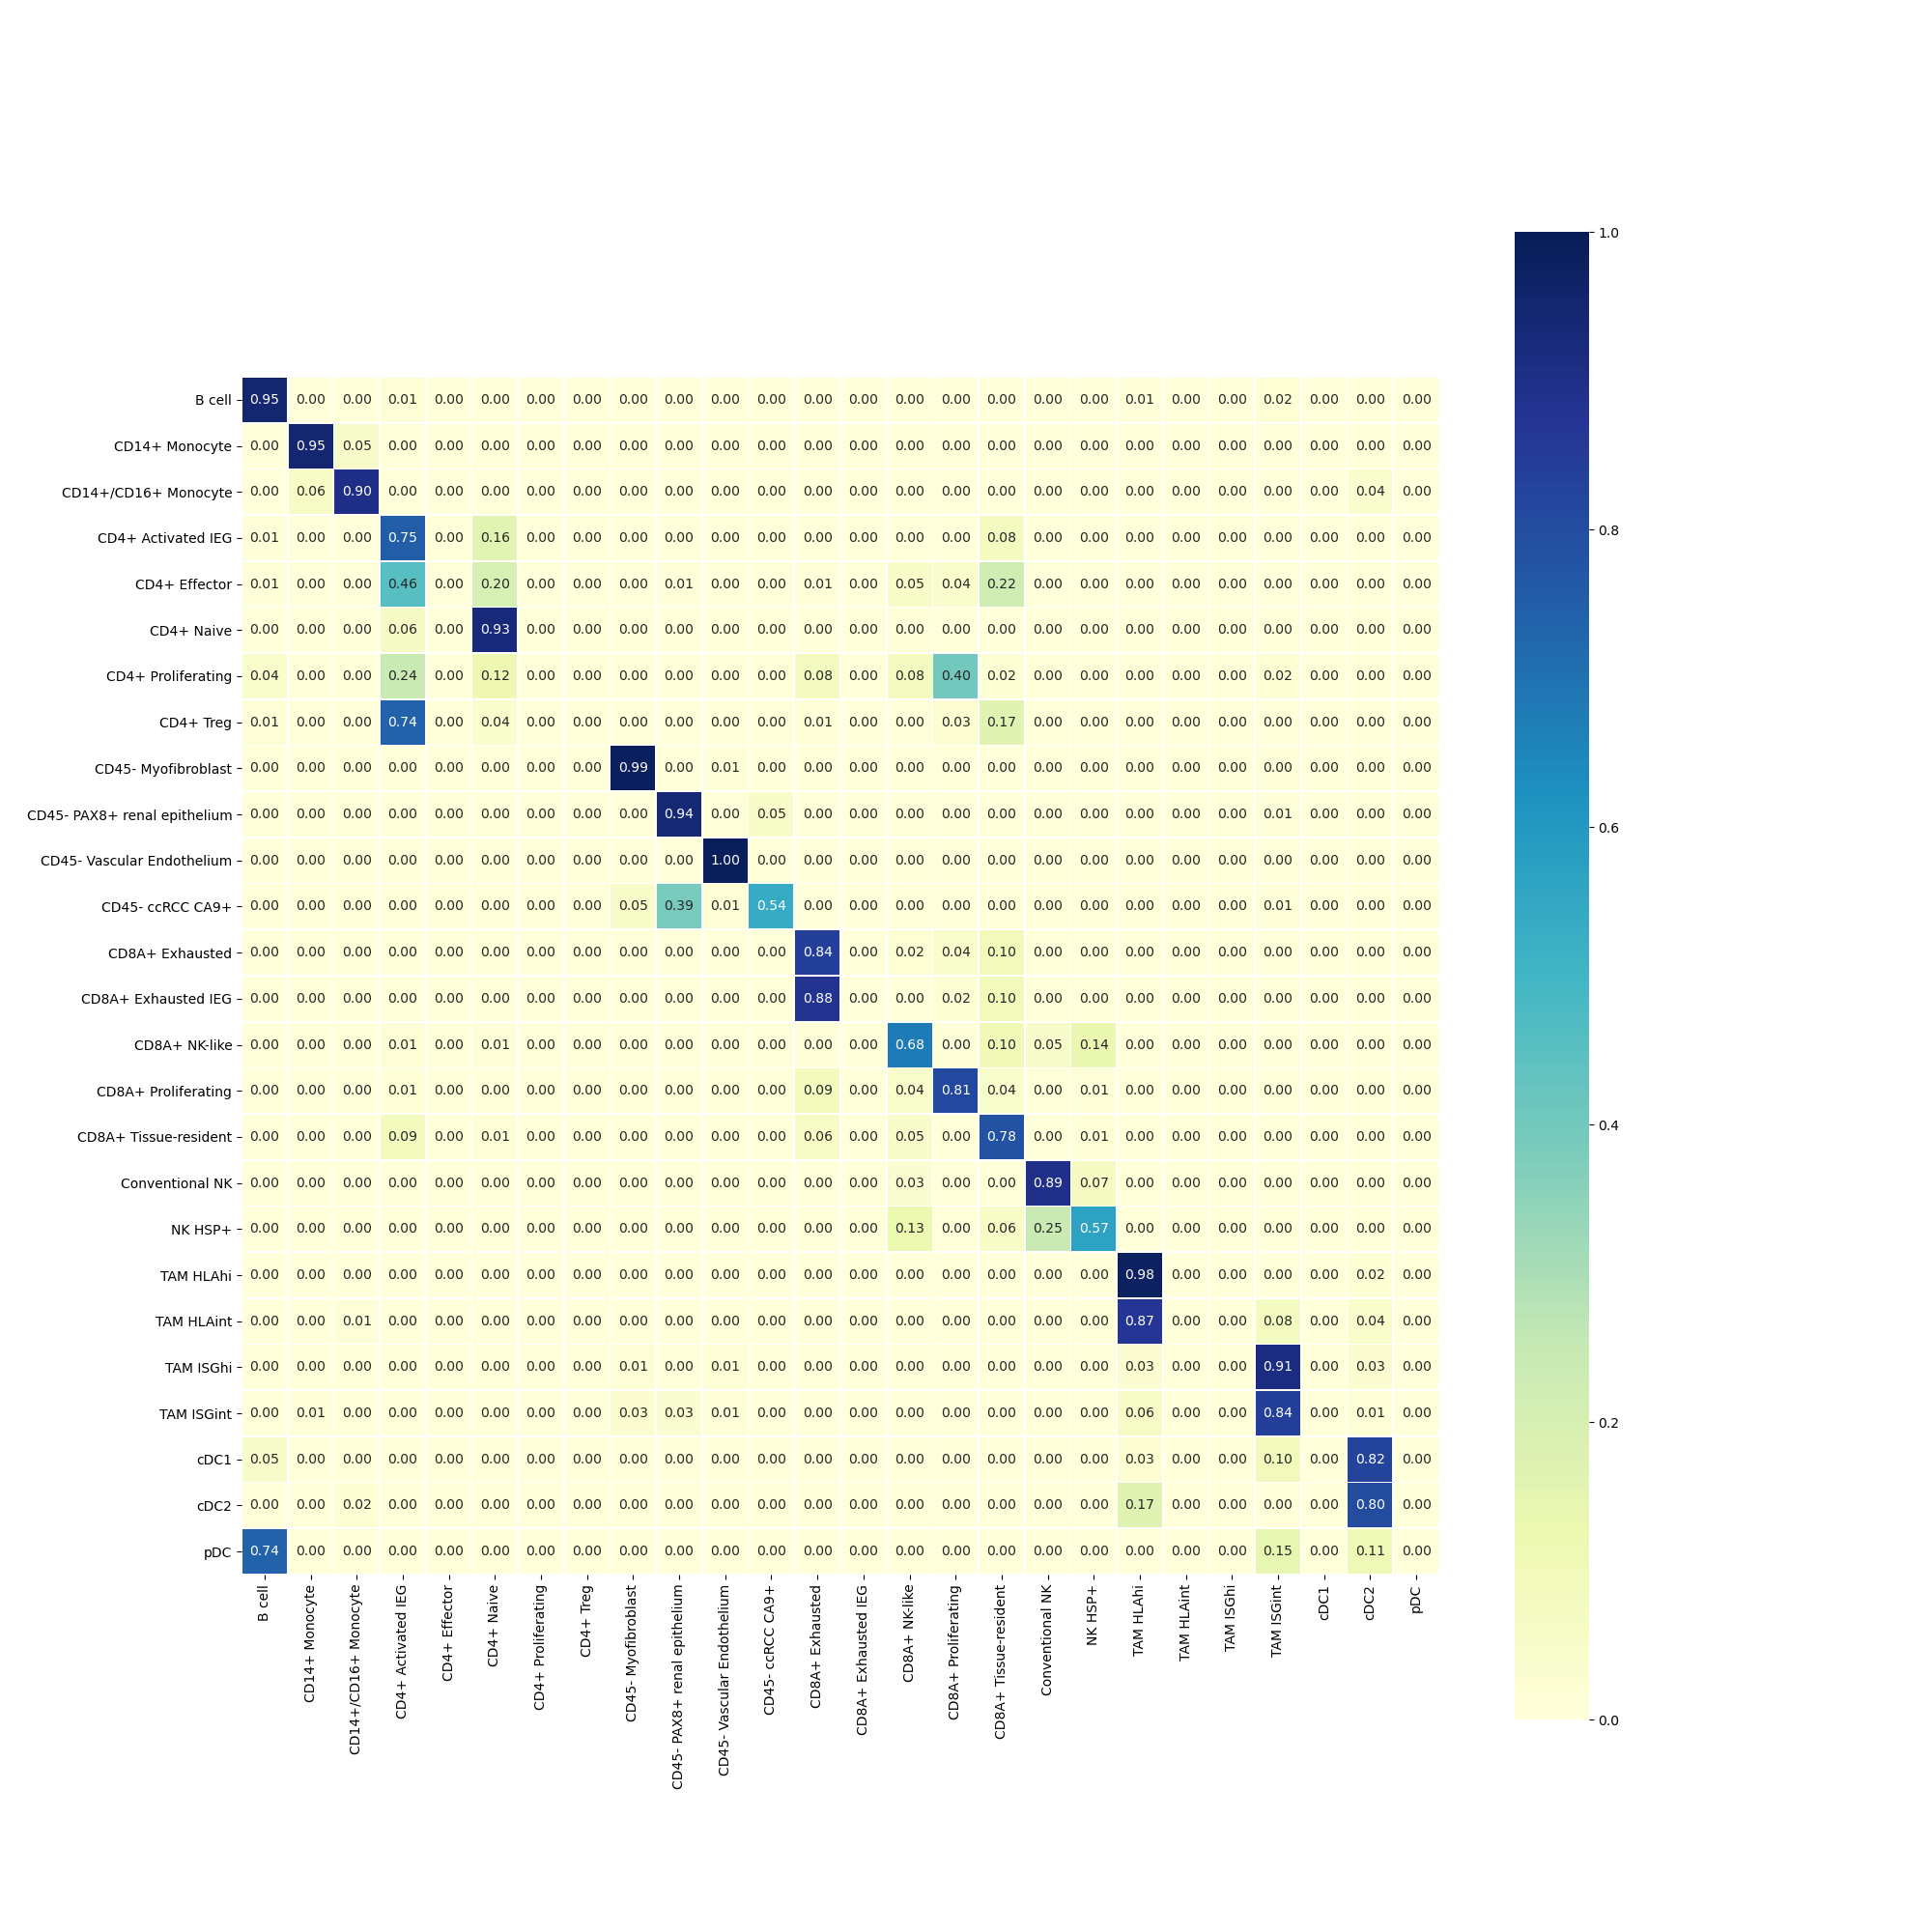 B cell 0.95 0.00 0.00 0.01 0.00 0.00 0.00 0.00 0.00 0.00 0.00 0.00 0.00 0.00 0.00 0.00 0.00 0.00 0.00 0.01 0.00 0.00 0.02 0.00 0.00 0.00
CD14+ Monocyte 0.00 0.95 0.05 0.00 0.00 0.00 0.00 0.00 0.00 0.00 0.00 0.00 0.00 0.00 0.00 0.00 0.00 0.00 0.00 0.00 0.00 0.00 0.00 0.00 0.00 0.00
CD14+/CD16+ Monocyte 0.00 0.06 0.90 0.00 0.00 0.00 0.00 0.00 0.00 0.00 0.00 0.00 0.00 0.00 0.00 0.00 0.00 0.00 0.00 0.00 0.00 0.00 0.00 0.00 0.04 0.00
CD4+ Activated IEG 0.01 0.00 0.00 0.75 0.00 0.16 0.00 0.00 0.00 0.00 0.00 0.00 0.00 0.00 0.00 0.00 0.08 0.00 0.00 0.00 0.00 0.00 0.00 0.00 0.00 0.00
CD4+ Effector 0.01 0.00 0.00 0.46 0.00 0.20 0.00 0.00 0.00 0.01 0.00 0.00 0.01 0.00 0.05 0.04 0.22 0.00 0.00 0.00 0.00 0.00 0.00 0.00 0.00 0.00
CD4+ Naive 0.00 0.00 0.00 0.06 0.00 0.93 0.00 0.00 0.00 0.00 0.00 0.00 0.00 0.00 0.00 0.00 0.00 0.00 0.00 0.00 0.00 0.00 0.00 0.00 0.00 0.00
CD4+ Proliferating 0.04 0.00 0.00 0.24 0.00 0.12 0.00 0.00 0.00 0.00 0.00 0.00 0.08 0.00 0.08 0.40 0.02 0.00 0.00 0.00 0.00 0.00 0.02 0.00 0.00 0.00
CD4+ Treg 0.01 0.00 0.00 0.74 0.00 0.04 0.00 0.00 0.00 0.00 0.00 0.00 0.01 0.00 0.00 0.03 0.17 0.00 0.00 0.00 0.00 0.00 0.00 0.00 0.00 0.00
CD45- Myofibroblast 0.00 0.00 0.00 0.00 0.00 0.00 0.00 0.00 0.99 0.00 0.01 0.00 0.00 0.00 0.00 0.00 0.00 0.00 0.00 0.00 0.00 0.00 0.00 0.00 0.00 0.00
CD45- PAX8+ renal epithelium 0.00 0.00 0.00 0.00 0.00 0.00 0.00 0.00 0.00 0.94 0.00 0.05 0.00 0.00 0.00 0.00 0.00 0.00 0.00 0.00 0.00 0.00 0.01 0.00 0.00 0.00
CD45- Vascular Endothelium 0.00 0.00 0.00 0.00 0.00 0.00 0.00 0.00 0.00 0.00 1.00 0.00 0.00 0.00 0.00 0.00 0.00 0.00 0.00 0.00 0.00 0.00 0.00 0.00 0.00 0.00
CD45- ccRCC CA9+ 0.00 0.00 0.00 0.00 0.00 0.00 0.00 0.00 0.05 0.39 0.01 0.54 0.00 0.00 0.00 0.00 0.00 0.00 0.00 0.00 0.00 0.00 0.01 0.00 0.00 0.00
CD8A+ Exhausted 0.00 0.00 0.00 0.00 0.00 0.00 0.00 0.00 0.00 0.00 0.00 0.00 0.84 0.00 0.02 0.04 0.10 0.00 0.00 0.00 0.00 0.00 0.00 0.00 0.00 0.00
CD8A+ Exhausted IEG 0.00 0.00 0.00 0.00 0.00 0.00 0.00 0.00 0.00 0.00 0.00 0.00 0.88 0.00 0.00 0.02 0.10 0.00 0.00 0.00 0.00 0.00 0.00 0.00 0.00 0.00
CD8A+ NK-like 0.00 0.00 0.00 0.01 0.00 0.01 0.00 0.00 0.00 0.00 0.00 0.00 0.00 0.00 0.68 0.00 0.10 0.05 0.14 0.00 0.00 0.00 0.00 0.00 0.00 0.00
CD8A+ Proliferating 0.00 0.00 0.00 0.01 0.00 0.00 0.00 0.00 0.00 0.00 0.00 0.00 0.09 0.00 0.04 0.81 0.04 0.00 0.01 0.00 0.00 0.00 0.00 0.00 0.00 0.00
CD8A+ Tissue-resident 0.00 0.00 0.00 0.09 0.00 0.01 0.00 0.00 0.00 0.00 0.00 0.00 0.06 0.00 0.05 0.00 0.78 0.00 0.01 0.00 0.00 0.00 0.00 0.00 0.00 0.00
Conventional NK 0.00 0.00 0.00 0.00 0.00 0.00 0.00 0.00 0.00 0.00 0.00 0.00 0.00 0.00 0.03 0.00 0.00 0.89 0.07 0.00 0.00 0.00 0.00 0.00 0.00 0.00
NK HSP+ 0.00 0.00 0.00 0.00 0.00 0.00 0.00 0.00 0.00 0.00 0.00 0.00 0.00 0.00 0.13 0.00 0.06 0.25 0.57 0.00 0.00 0.00 0.00 0.00 0.00 0.00
TAM HLAhi 0.00 0.00 0.00 0.00 0.00 0.00 0.00 0.00 0.00 0.00 0.00 0.00 0.00 0.00 0.00 0.00 0.00 0.00 0.00 0.98 0.00 0.00 0.00 0.00 0.02 0.00
TAM HLAint 0.00 0.00 0.01 0.00 0.00 0.00 0.00 0.00 0.00 0.00 0.00 0.00 0.00 0.00 0.00 0.00 0.00 0.00 0.00 0.87 0.00 0.00 0.08 0.00 0.04 0.00
TAM ISGhi 0.00 0.00 0.00 0.00 0.00 0.00 0.00 0.00 0.01 0.00 0.01 0.00 0.00 0.00 0.00 0.00 0.00 0.00 0.00 0.03 0.00 0.00 0.91 0.00 0.03 0.00
TAM ISGint 0.00 0.01 0.00 0.00 0.00 0.00 0.00 0.00 0.03 0.03 0.01 0.00 0.00 0.00 0.00 0.00 0.00 0.00 0.00 0.06 0.00 0.00 0.84 0.00 0.01 0.00
cDC1 0.05 0.00 0.00 0.00 0.00 0.00 0.00 0.00 0.00 0.00 0.00 0.00 0.00 0.00 0.00 0.00 0.00 0.00 0.00 0.03 0.00 0.00 0.10 0.00 0.82 0.00
cDC2 0.00 0.00 0.02 0.00 0.00 0.00 0.00 0.00 0.00 0.00 0.00 0.00 0.00 0.00 0.00 0.00 0.00 0.00 0.00 0.17 0.00 0.00 0.00 0.00 0.80 0.00
pDC 0.74 0.00 0.00 0.00 0.00 0.00 0.00 0.00 0.00 0.00 0.00 0.00 0.00 0.00 0.00 0.00 0.00 0.00 0.00 0.00 0.00 0.00 0.15 0.00 0.11 0.00
B cell
CD14+ Monocyte
CD14+/CD16+ Monocyte
CD4+ Activated IEG
CD4+ Effector
CD4+ Naive
CD4+ Proliferating
CD4+ Treg
CD45- Myofibroblast
CD45- PAX8+ renal epithelium
CD45- Vascular Endothelium
CD45- ccRCC CA9+
CD8A+ Exhausted
CD8A+ Exhausted IEG
CD8A+ NK-like
CD8A+ Proliferating
CD8A+ Tissue-resident
Conventional NK
NK HSP+
TAM HLAhi
TAM HLAint
TAM ISGhi
TAM ISGint
cDC1
cDC2
pDC
1.0
0.8
0.6
0.4
0.2
0.0